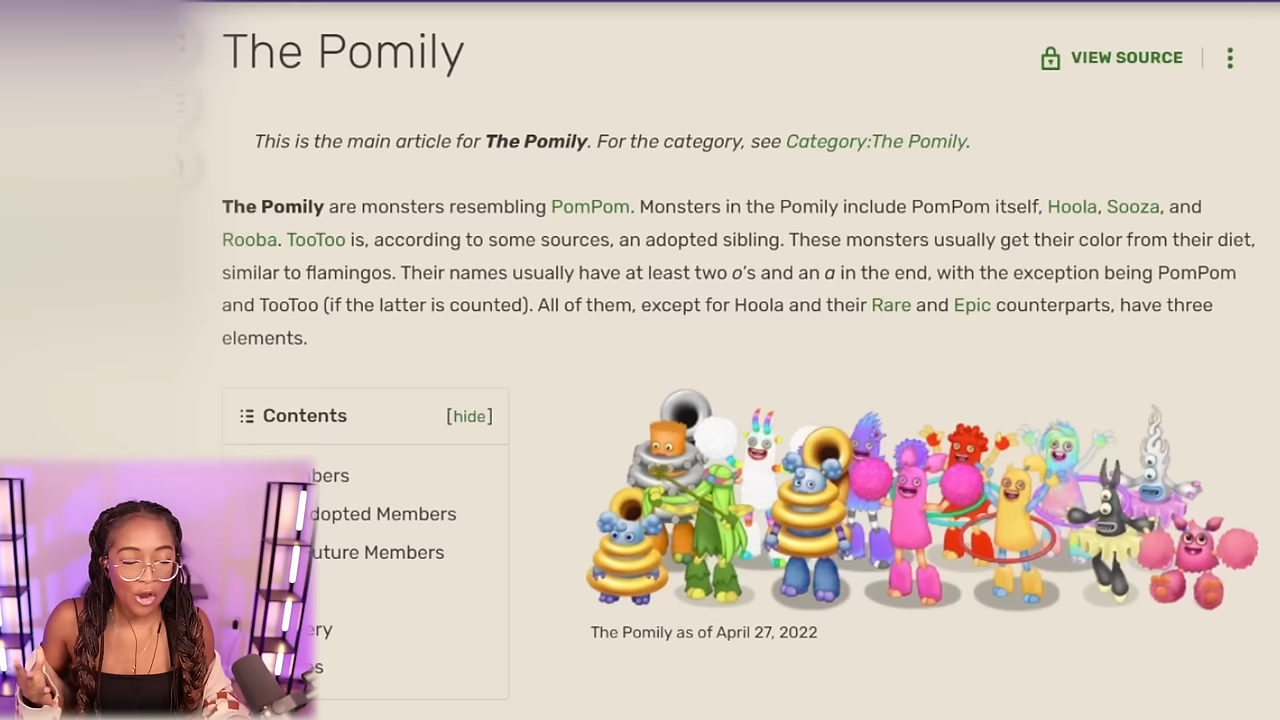 The Pomily
VIEW SOURCE
This is the main article for The Pomily. For the category, see Category:The Pomily.
The Pomily are monsters resembling PomPom. Monsters in the Pomily include PomPom itself, Hoola, Sooza, and
Rooba. TooToo is, according to some sources, an adopted sibling. These monsters usually get their color from their diet,
similar to flamingos. Their names usually have at least two o's and an a in the end, with the exception being PomPom
and TooToo (if the latter is counted). All of them, except for Hoola and their Rare and Epic counterparts, have three
elements.
Contents [hide]
bers
dopted Members
uture Members
ery
es
The Pomily as of April 27, 2022